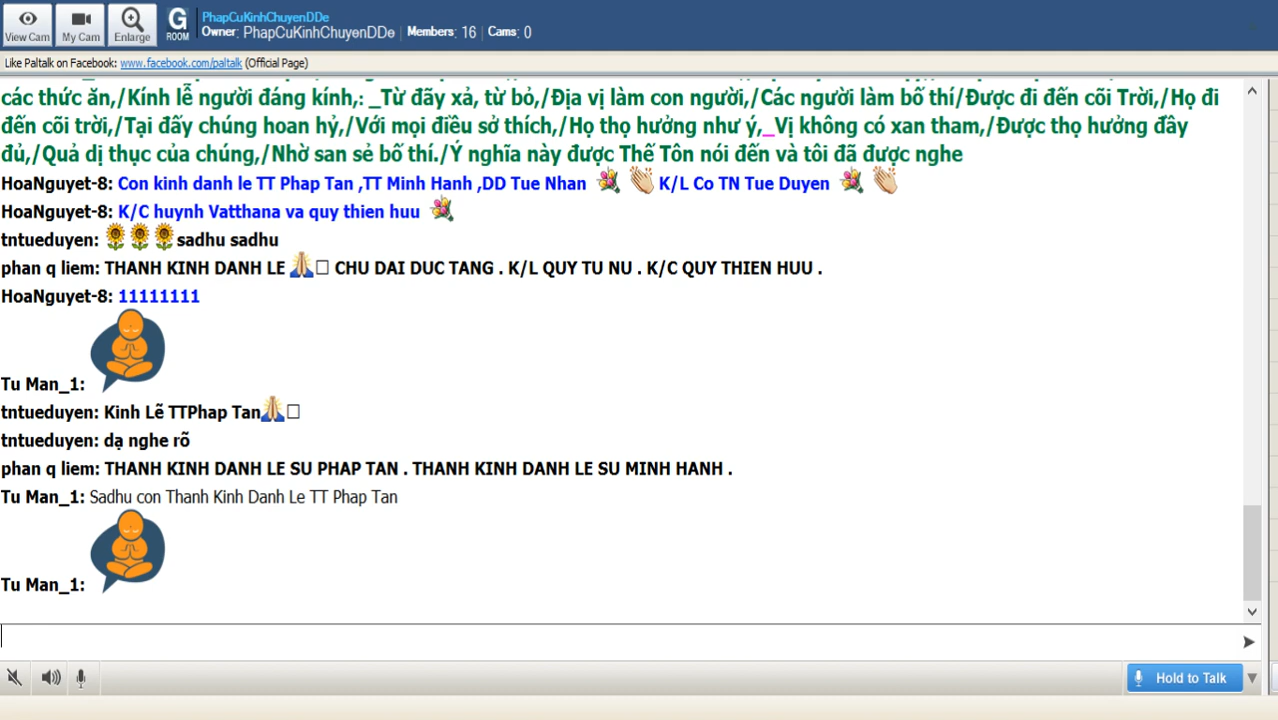 PhapCuKinhChuyenDDe
Owner: PhapCuKinhChuyenDDe | Members: 16 | Cams: 0
View Cam
My Cam
Enlarge
G
ROOM
Like Paltalk on Facebook: www.facebook.com/paltalk (Official Page)
các thức ăn,/Kính lễ người đáng kính,: _Từ đãy xả, từ bỏ,/Địa vị làm con người,/Các người làm bố thí/Được đi đến cõi Trời,/Họ đi
đến cõi trời,/Tại đấy chúng hoan hỷ,/Với mọi điều sở thích,/Họ thọ hưởng như ý,_Vị không có xan tham,/Được thọ hưởng đầy
đủ,/Quả dị thục của chúng,/Nhờ san sẻ bố thí./Ý nghĩa này được Thế Tôn nói đến và tôi đã được nghe
HoaNguyet-8: Con kinh danh le TT Phap Tan ,TT Minh Hanh ,DD Tue Nhan K/L Co TN Tue Duyen
HoaNguyet-8: K/C huynh Vatthana va quy thien huu
tntueduyen: sadhu sadhu
phan q liem: THANH KINH DANH LE CHU DAI DUC TANG . K/L QUY TU NU . K/C QUY THIEN HUU .
HoaNguyet-8: 11111111
Tu Man_1:
tntueduyen: Kinh Lẽ TTPhap Tan
tntueduyen: dạ nghe rõ
phan q liem: THANH KINH DANH LE SU PHAP TAN . THANH KINH DANH LE SU MINH HANH .
Tu Man_1: Sadhu con Thanh Kinh Danh Le TT Phap Tan
Tu Man_1:
Hold to Talk